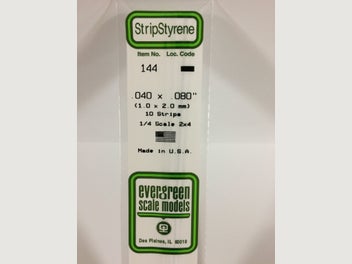 StripStyrene
Item No. Loc. Code
144
.040 x .080"
(1.0 x 2.0 mm)
10 Strips
1/4 Scale 2x4
Made in U.S.A.
evergreen
scale models
Des Plaines, IL 60018